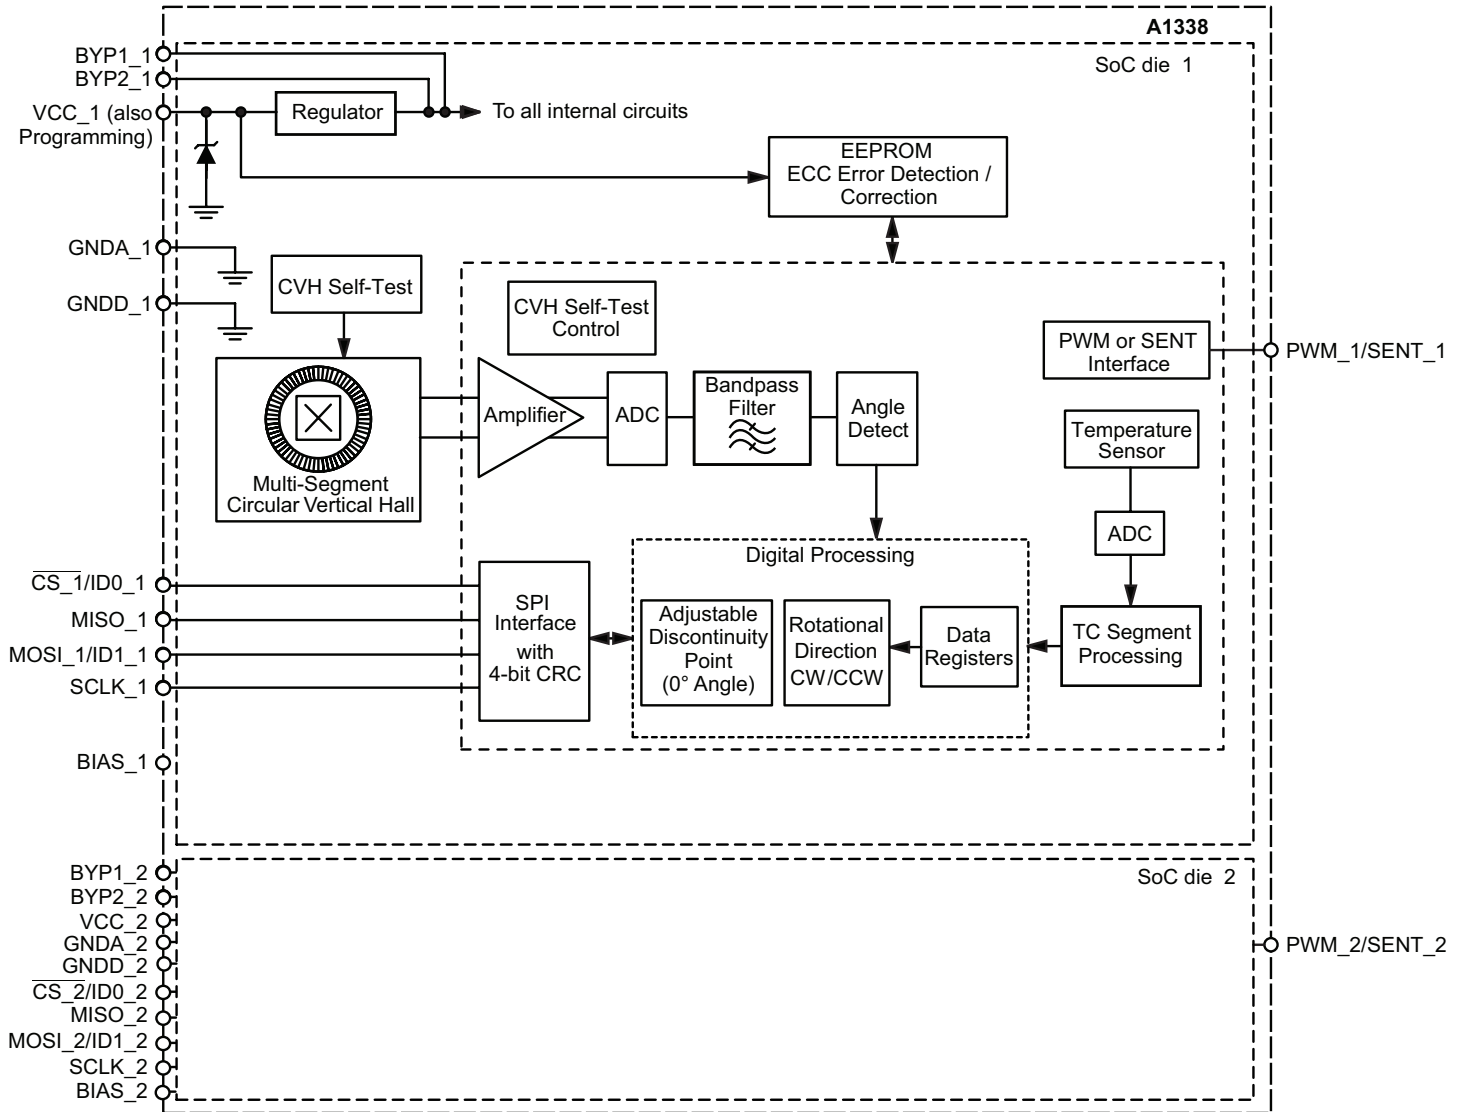 A1338
SoC die 1
BYP1_1
BYP2_1
VCC_1 (also
Programming)
Regulator
To all internal circuits
EEPROM
ECC Error Detection /
Correction
GNDA_1
GNDD_1
CVH Self-Test
CVH Self-Test
Control
PWM or SENT
Interface
PWM_1/SENT_1
Multi-Segment
Circular Vertical Hall
Amplifier
ADC
Bandpass
Filter
Angle
Detect
Temperature
Sensor
ADC
TC Segment
Processing
Digital Processing
Adjustable
Discontinuity
Point
(0° Angle)
Rotational
Direction
CW/CCW
Data
Registers
SPI
Interface
with
4-bit CRC
C̅S̅_̅1̅/ID0_1
MISO_1
MOSI_1/ID1_1
SCLK_1
BIAS_1
SoC die 2
BYP1_2
BYP2_2
VCC_2
GNDA_2
GNDD_2
C̅S̅_̅2̅/ID0_2
MISO_2
MOSI_2/ID1_2
SCLK_2
BIAS_2
PWM_2/SENT_2